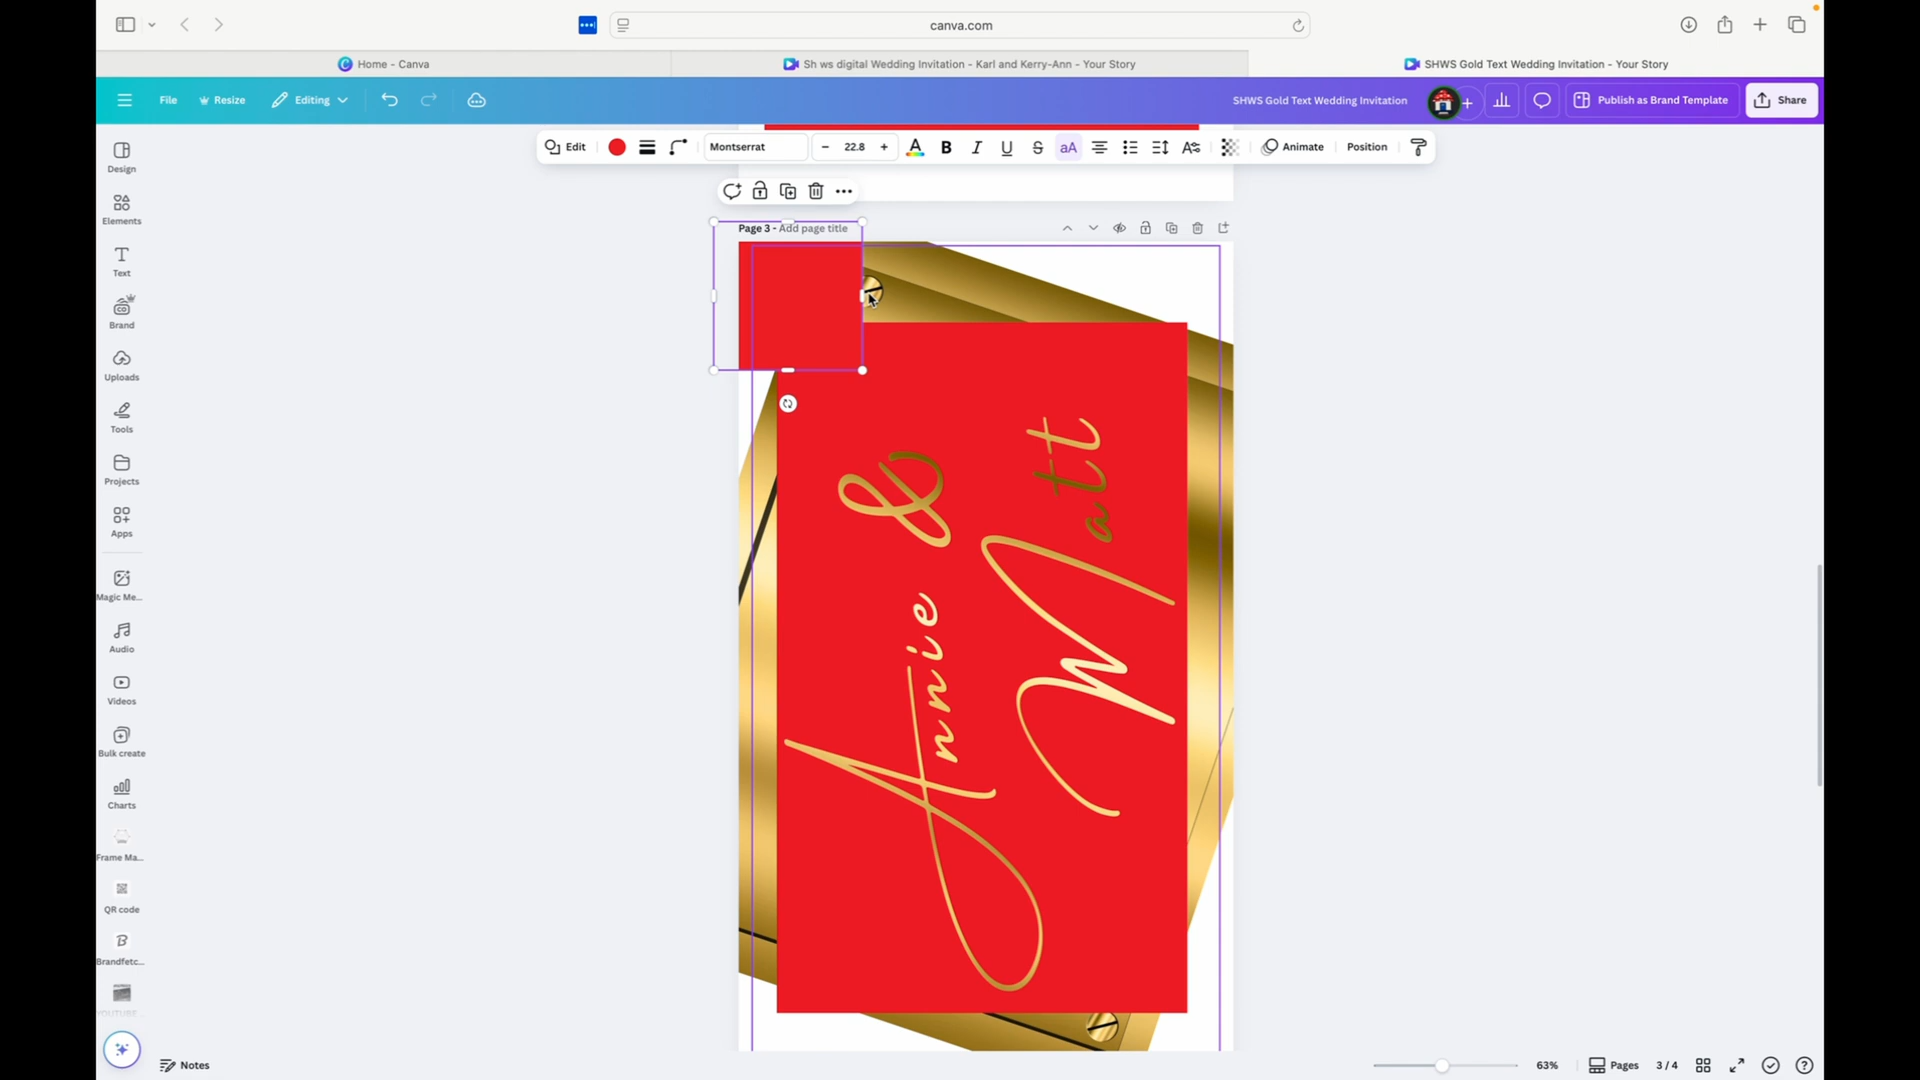 canva.com
Home - Canva
Sh ws digital Wedding Invitation - Karl and Kerry-Ann - Your Story
SHWS Gold Text Wedding Invitation - Your Story
File
Resize
Editing
SHWS Gold Text Wedding Invitation
Publish as Brand Template
Share
Edit
Montserrat
22.8
Animate
Position
Page 3 - Add page title
Design
Elements
Text
Brand
Uploads
Tools
Projects
Apps
Magic Me...
Audio
Videos
Bulk create
Charts
Frame Ma...
QR code
Brandfetc...
YOUTUBE...
Annie &
Matt
Notes
63%
Pages
3 / 4